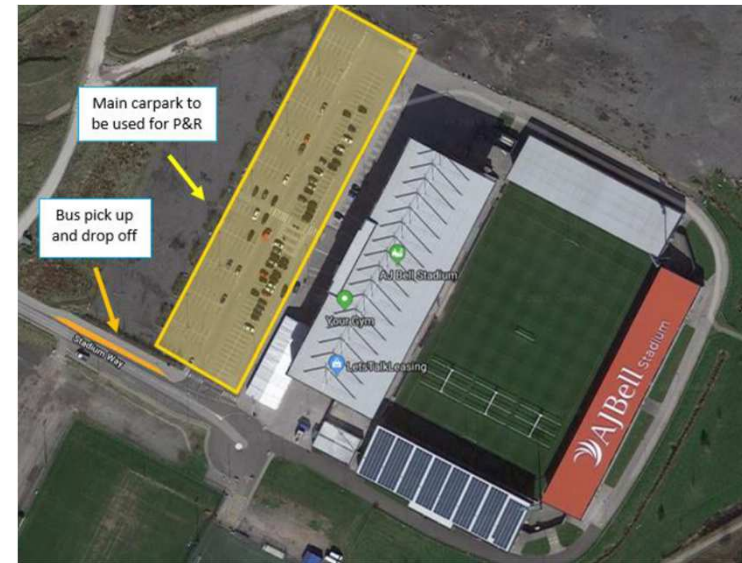 Main carpark to
be used for P&R
Bus pick up
and drop off
Stadium Way
AJ Bell Stadium
Your Gym
LetsTalkLeasing
AJBell Stadium